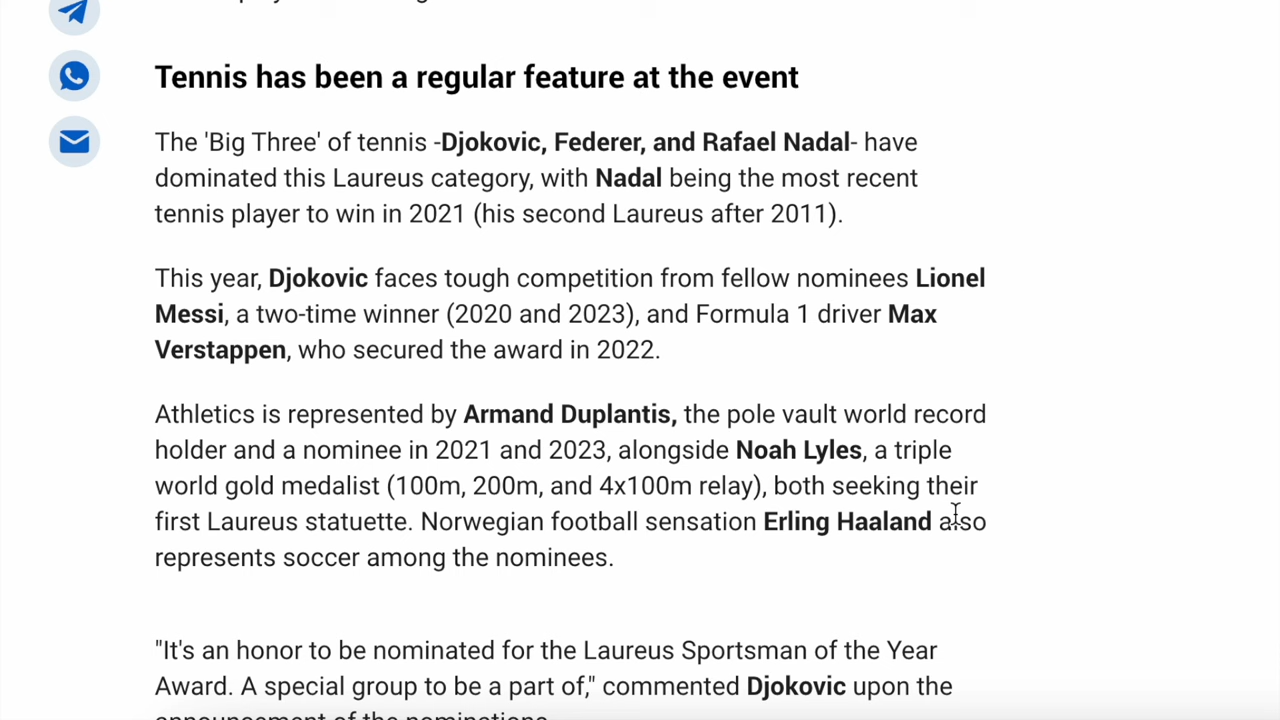 Tennis has been a regular feature at the event
The 'Big Three' of tennis -Djokovic, Federer, and Rafael Nadal- have
dominated this Laureus category, with Nadal being the most recent
tennis player to win in 2021 (his second Laureus after 2011).
This year, Djokovic faces tough competition from fellow nominees Lionel
Messi, a two-time winner (2020 and 2023), and Formula 1 driver Max
Verstappen, who secured the award in 2022.
Athletics is represented by Armand Duplantis, the pole vault world record
holder and a nominee in 2021 and 2023, alongside Noah Lyles, a triple
world gold medalist (100m, 200m, and 4x100m relay), both seeking their
first Laureus statuette. Norwegian football sensation Erling Haaland also
represents soccer among the nominees.
"It's an honor to be nominated for the Laureus Sportsman of the Year
Award. A special group to be a part of," commented Djokovic upon the
announcement of the nominations.